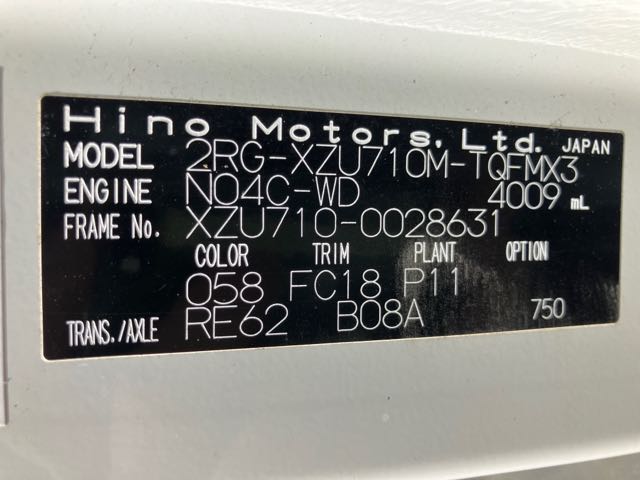 Hino Motors, Ltd. JAPAN
MODEL 2RG-XZU710M-TQFMX3
ENGINE N04C-WD 4009 mL
FRAME No. XZU710-0028631
COLOR TRIM PLANT OPTION
058 FC18 P11
TRANS./AXLE RE62 B08A 750